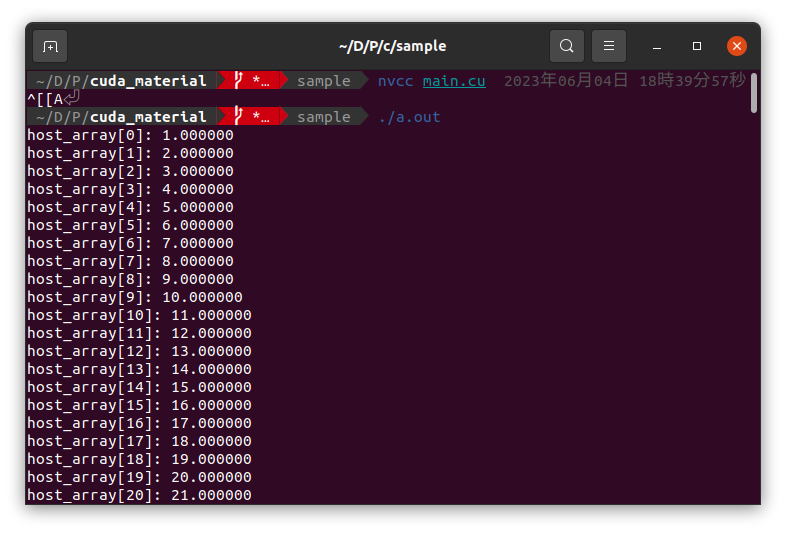 ~/D/P/c/sample
~/D/P/cuda_material *… sample nvcc main.cu 2023年06月04日 18時39分57秒
^[[A⏎
~/D/P/cuda_material *… sample ./a.out
host_array[0]: 1.000000
host_array[1]: 2.000000
host_array[2]: 3.000000
host_array[3]: 4.000000
host_array[4]: 5.000000
host_array[5]: 6.000000
host_array[6]: 7.000000
host_array[7]: 8.000000
host_array[8]: 9.000000
host_array[9]: 10.000000
host_array[10]: 11.000000
host_array[11]: 12.000000
host_array[12]: 13.000000
host_array[13]: 14.000000
host_array[14]: 15.000000
host_array[15]: 16.000000
host_array[16]: 17.000000
host_array[17]: 18.000000
host_array[18]: 19.000000
host_array[19]: 20.000000
host_array[20]: 21.000000